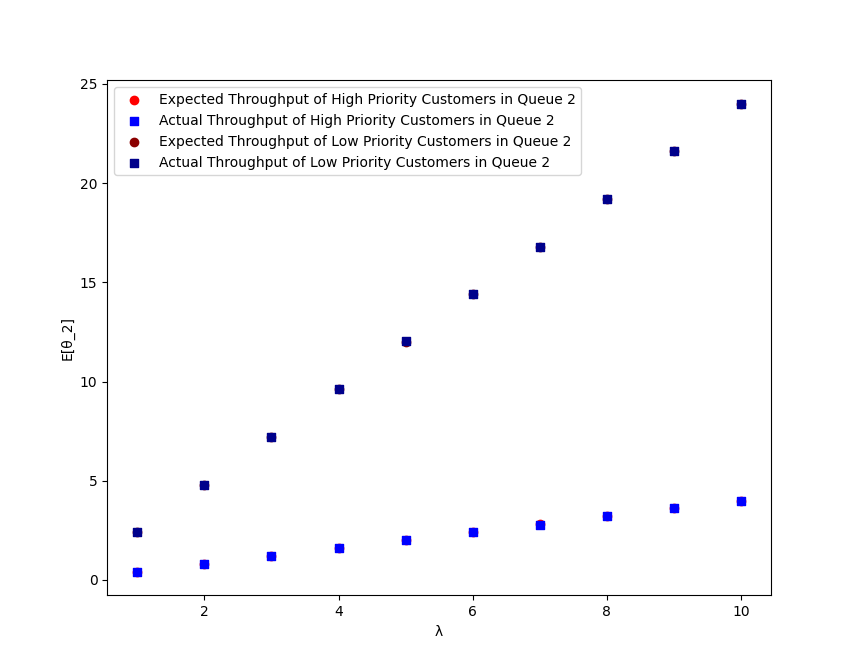 25
20
15
10
5
0
E[θ_2]
Expected Throughput of High Priority Customers in Queue 2
Actual Throughput of High Priority Customers in Queue 2
Expected Throughput of Low Priority Customers in Queue 2
Actual Throughput of Low Priority Customers in Queue 2
2 4 6 8 10
λ